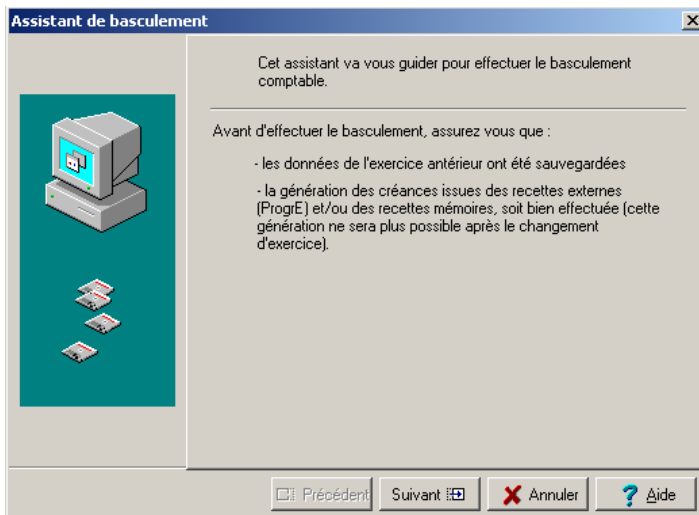 Assistant de basculement
Cet assistant va vous guider pour effectuer le basculement
comptable.
Avant d'effectuer le basculement, assurez vous que :
- les données de l'exercice antérieur ont été sauvegardées
- la génération des créances issues des recettes externes
(ProgrE) et/ou des recettes mémoires, soit bien effectuée (cette
génération ne sera plus possible après le changement
d'exercice).
Précédent Suivant Annuler Aide